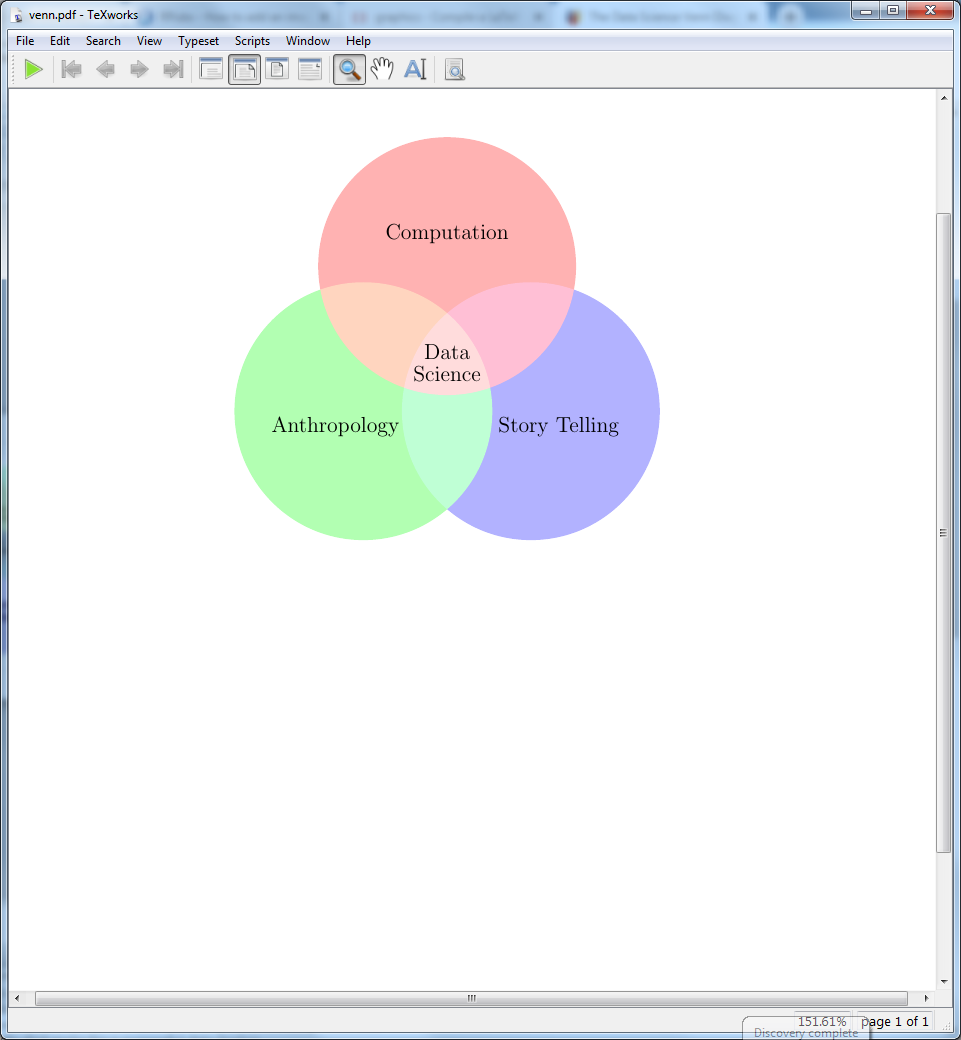 venn.pdf - TeXworks
File Edit Search View Typeset Scripts Window Help
Computation
Data
Science
Anthropology
Story Telling
151.61%
page 1 of 1
Discovery complete